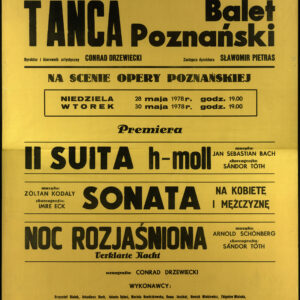 TANCA Balet
Poznański
Dyrektor i kierownik artystyczny CONRAD DRZEWIECKI Zastępca dyrektora SŁAWOMIR PIETRAS
NA SCENIE OPERY POZNAŃSKIEJ
NIEDZIELA 28 maja 1978 r. godz. 19.00
WTOREK 30 maja 1978 r. godz. 19.00
Premiera
II SUITA h-moll
muzyka:
JAN SEBASTIAN BACH
choreografia:
SÁNDOR TÓTH
muzyka:
ZOLTÁN KODÁLY
choreografia:
IMRE ECK
SONATA NA KOBIETĘ
I MĘŻCZYZNĘ
NOC ROZJAŚNIONA
Verklärte Nacht
muzyka:
ARNOLD SCHÖNBERG
choreografia:
SÁNDOR TÓTH
scenografia: CONRAD DRZEWIECKI
WYKONAWCY: